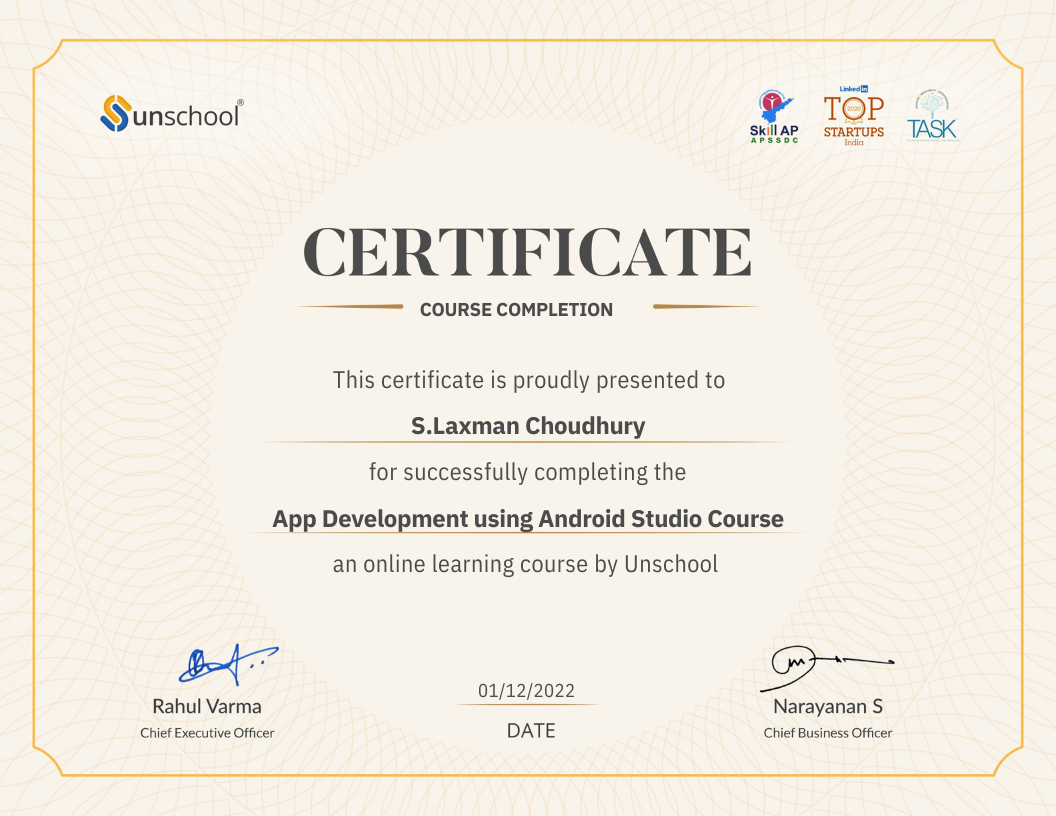 unschool®
LinkedIn
TOP
2020
STARTUPS
India
Skill AP
APSSDC
TASK
CERTIFICATE
COURSE COMPLETION
This certificate is proudly presented to
S.Laxman Choudhury
for successfully completing the
App Development using Android Studio Course
an online learning course by Unschool
Rahul Varma
Chief Executive Officer
01/12/2022
DATE
Narayanan S
Chief Business Officer